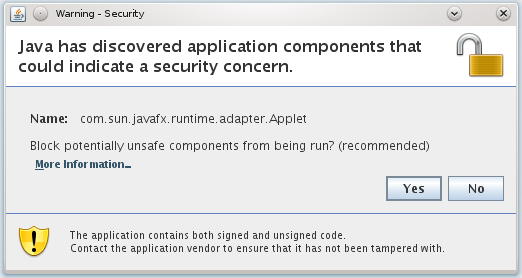 Warning - Security
Java has discovered application components that
could indicate a security concern.
Name: com.sun.javafx.runtime.adapter.Applet
Block potentially unsafe components from being run? (recommended)
More Information...
Yes No
The application contains both signed and unsigned code.
Contact the application vendor to ensure that it has not been tampered with.